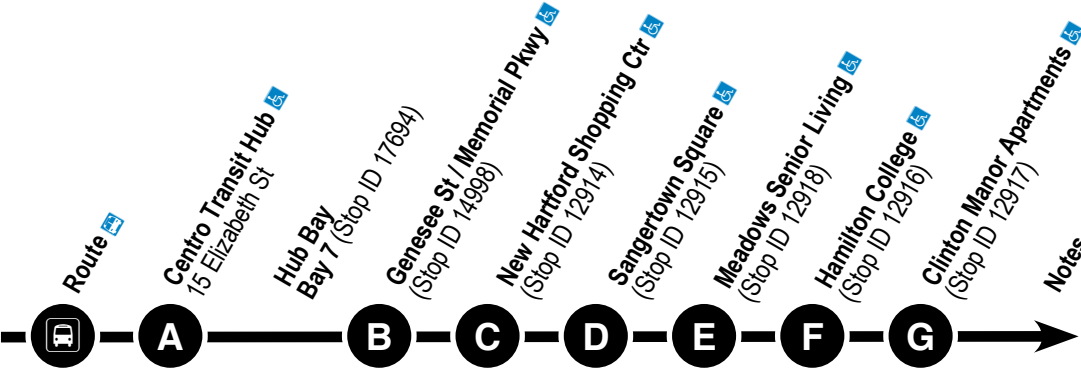 Route
Centro Transit Hub
15 Elizabeth St
Hub Bay
Bay 7 (Stop ID 17694)
Genesee St / Memorial Pkwy
(Stop ID 14998)
New Hartford Shopping Ctr
(Stop ID 12914)
Sangertown Square
(Stop ID 12915)
Meadows Senior Living
(Stop ID 12918)
Hamilton College
(Stop ID 12916)
Clinton Manor Apartments
(Stop ID 12917)
Notes
A
B
C
D
E
F
G